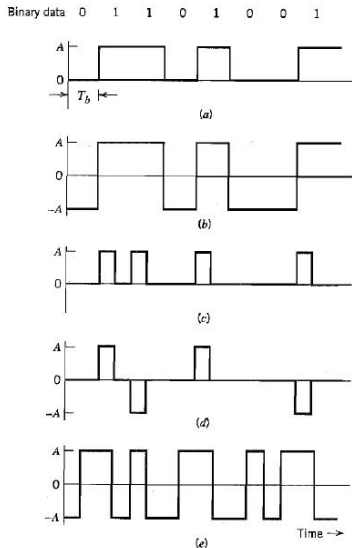 Binary data 0 1 1 0 1 0 0 1
A
0
T_b
(a)
A
0
-A
(b)
A
0
(c)
A
0
-A
(d)
A
0
-A
Time
(e)